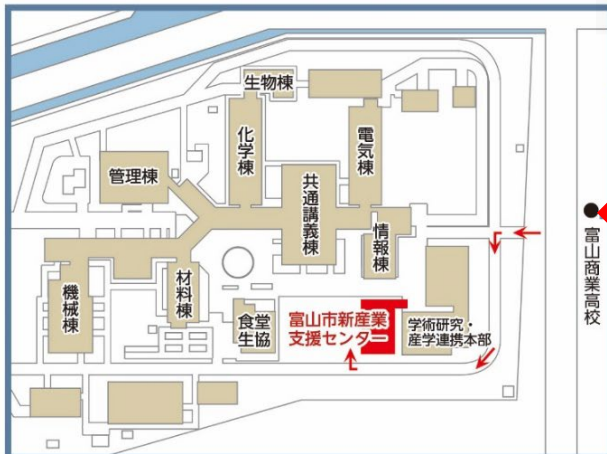 生物棟
化学棟
電気棟
管理棟
共通講義棟
情報棟
富山商業高校
機械棟
材料棟
食堂
生協
富山市新産業
支援センター
学術研究・
産学連携本部